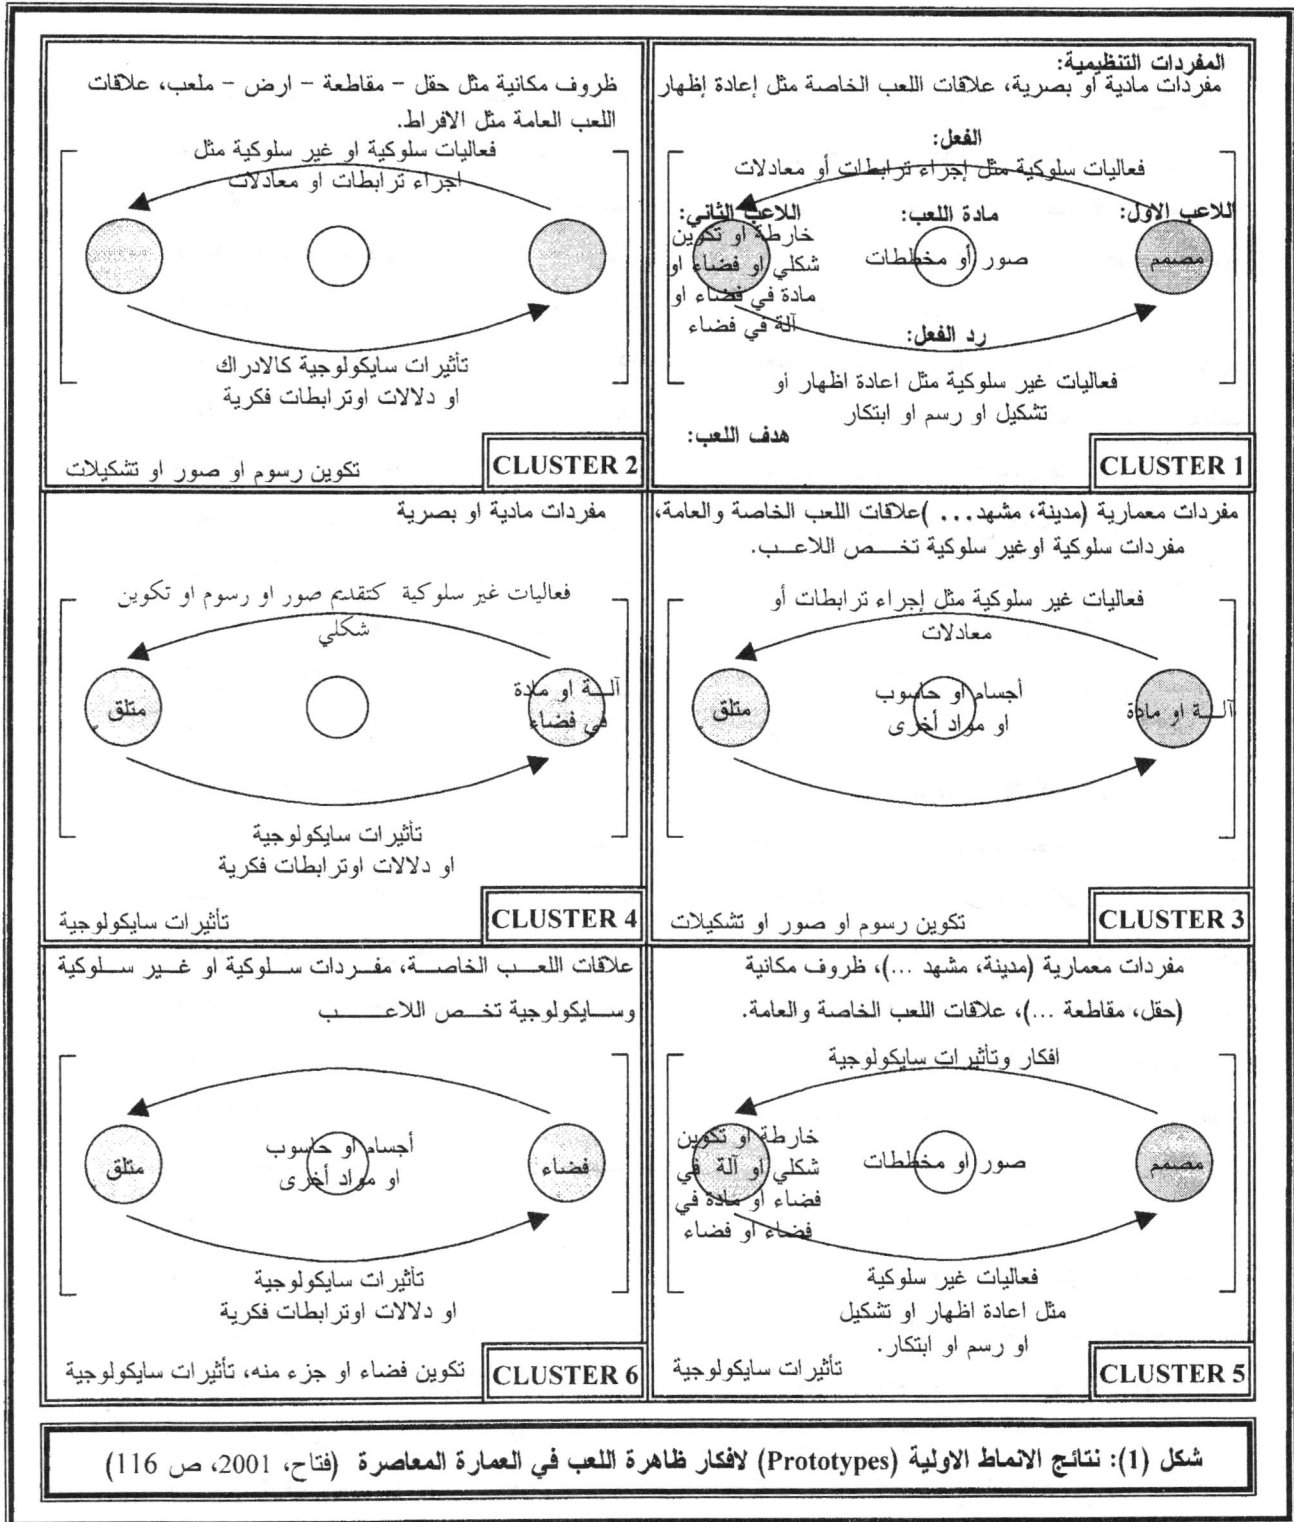 المفردات التنظيمية:
مفردات مادية او بصرية، علاقات اللعب الخاصة مثل إعادة إظهار
الفعل:
فعاليات سلوكية مثل إجراء ترابطات أو معادلات
اللاعب الاول:
مادة اللعب:
اللاعب الثاني:
مصمم
صور أو مخططات
خارطة او تكوين
شكلي او فضاء او
مادة في فضاء او
آلة في فضاء
رد الفعل:
فعاليات غير سلوكية مثل اعادة اظهار او
تشكيل او رسم او ابتكار
هدف اللعب:
CLUSTER 1
ظروف مكانية مثل حقل – مقاطعة – ارض – ملعب، علاقات
اللعب العامة مثل الافراط.
فعاليات سلوكية او غير سلوكية مثل
اجراء ترابطات او معادلات
تأثيرات سايكولوجية كالادراك
او دلالات اوترابطات فكرية
تكوين رسوم او صور او تشكيلات
CLUSTER 2
مفردات معمارية (مدينة، مشهد... )علاقات اللعب الخاصة والعامة،
مفردات سلوكية اوغير سلوكية تخص اللاعب.
فعاليات غير سلوكية مثل إجراء ترابطات أو
معادلات
آلة او مادة
أجسام او حاسوب
او مواد أخرى
متلق
تكوين رسوم او صور او تشكيلات
CLUSTER 3
مفردات مادية او بصرية
فعاليات غير سلوكية كتقديم صور او رسوم او تكوين
شكلي
آلة او مادة
في فضاء
متلق
تأثيرات سايكولوجية
او دلالات اوترابطات فكرية
تأثيرات سايكولوجية
CLUSTER 4
مفردات معمارية (مدينة، مشهد ...)، ظروف مكانية
(حقل، مقاطعة ...)، علاقات اللعب الخاصة والعامة.
افكار وتأثيرات سايكولوجية
مصمم
صور او مخططات
خارطة او تكوين
شكلي او آلة في
فضاء او مادة في
فضاء او فضاء
فعاليات غير سلوكية
مثل اعادة اظهار او تشكيل
او رسم او ابتكار.
تأثيرات سايكولوجية
CLUSTER 5
علاقات اللعب الخاصة، مفردات سلوكية او غير سلوكية
وسايكولوجية تخص اللاعب
فضاء
أجسام او حاسوب
او مواد أخرى
متلق
تأثيرات سايكولوجية
او دلالات اوترابطات فكرية
تكوين فضاء او جزء منه، تأثيرات سايكولوجية
CLUSTER 6
شكل (1): نتائج الانماط الاولية (Prototypes) لافكار ظاهرة اللعب في العمارة المعاصرة (فتاح، 2001، ص 116)